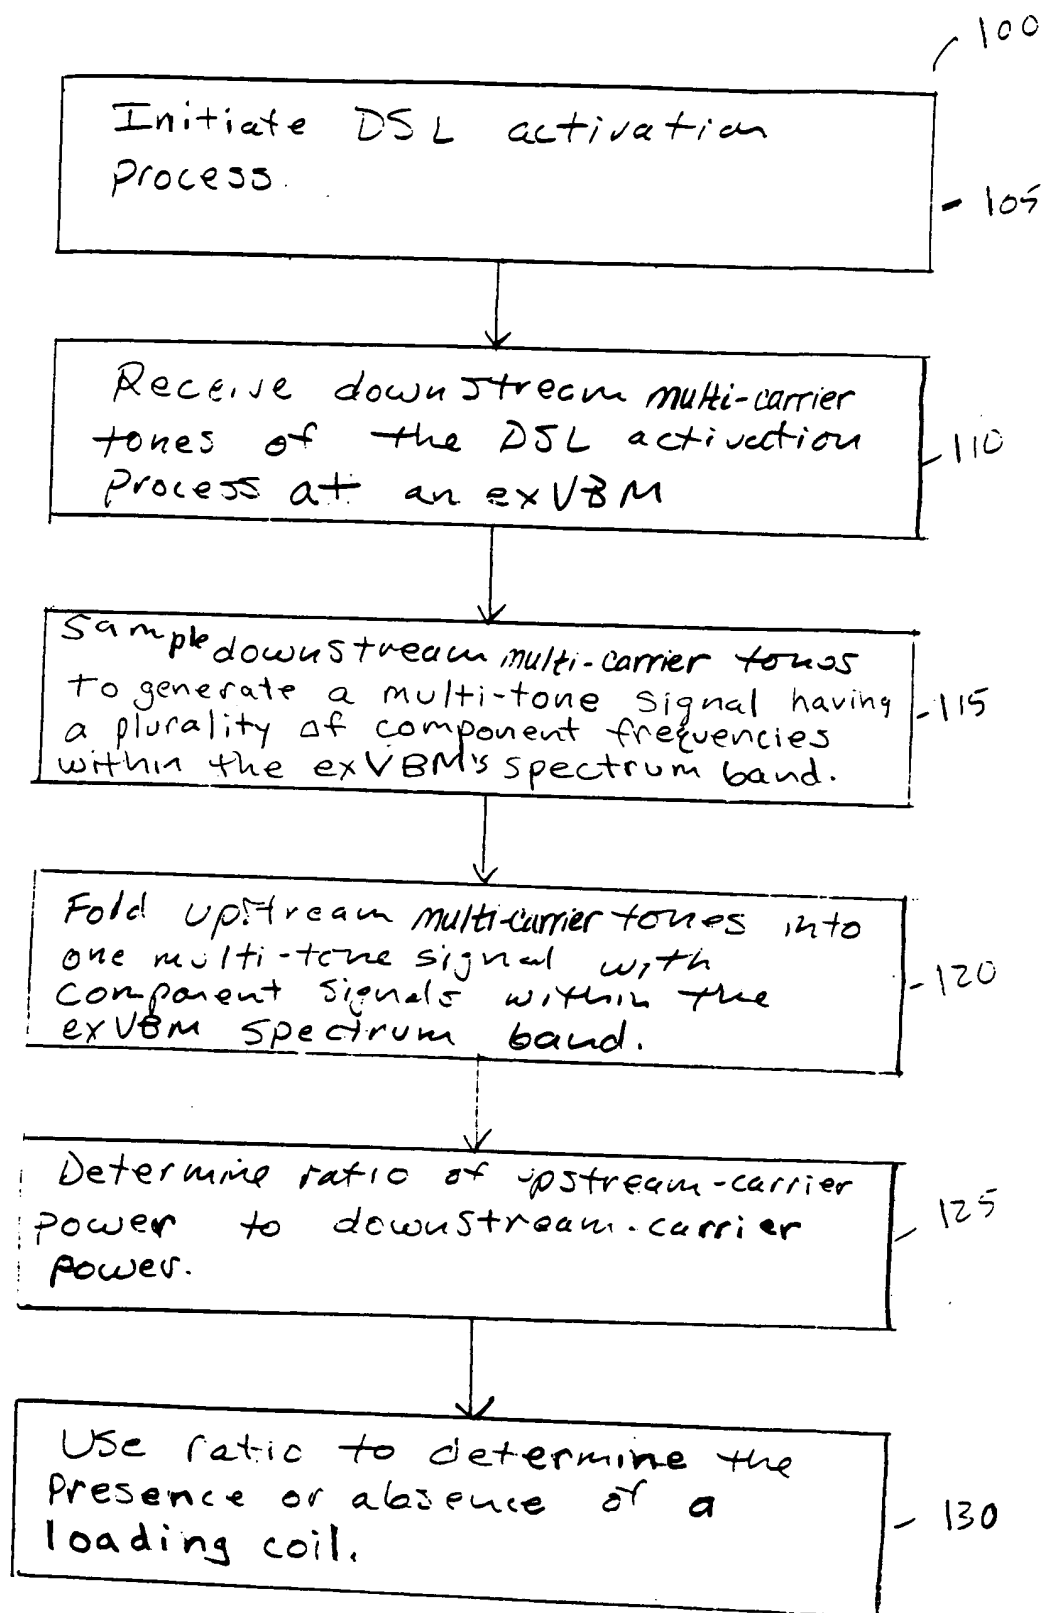 100
Initiate DSL activation
Process.
105
Receive downstream multi-carrier
tones of the DSL activation
Process at an exVBM
110
Sample downstream multi-carrier tones
to generate a multi-tone signal having
a plurality of component frequencies
within the exVBM's spectrum band.
115
Fold upstream multi-carrier tones into
one multi-tone signal with
component signals within the
exVBM spectrum band.
120
Determine ratio of upstream-carrier
power to downstream-carrier
power.
125
Use ratio to determine the
Presence or absence of a
loading coil.
130